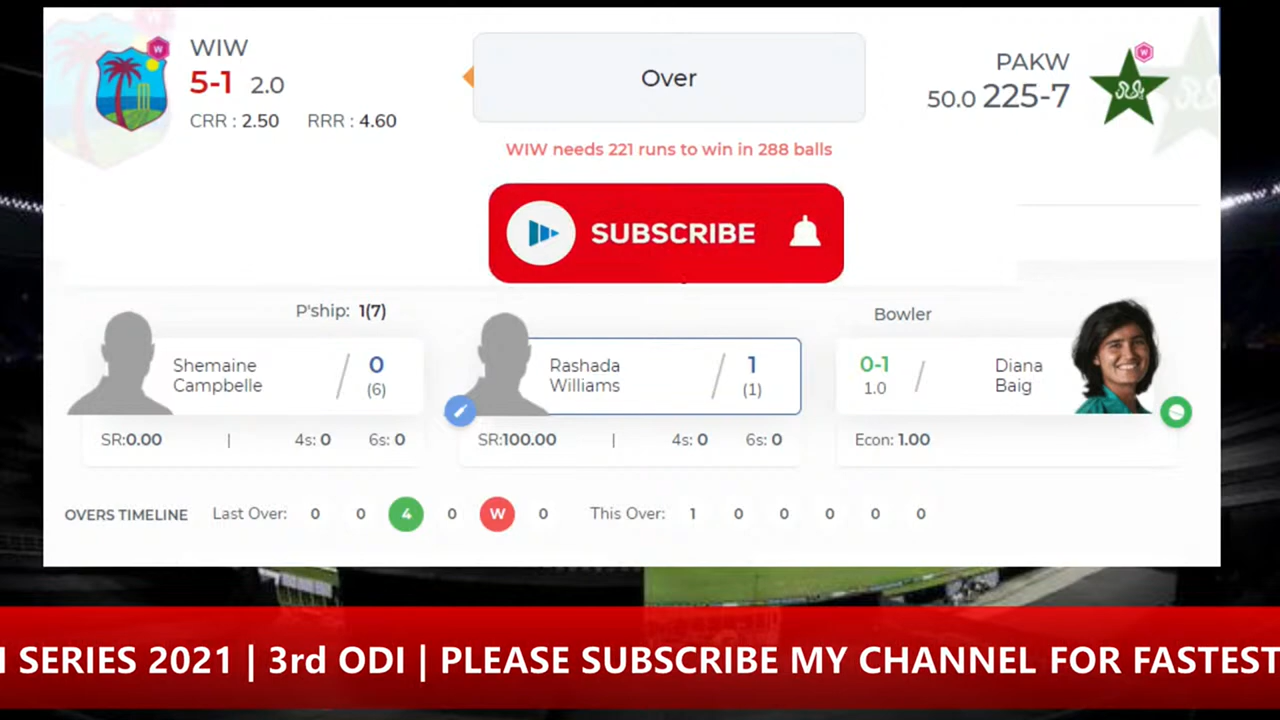 WIW
5-1 2.0
CRR : 2.50 RRR : 4.60
W
Over
PAKW
50.0 225-7
W
WIW needs 221 runs to win in 288 balls
SUBSCRIBE
P'ship: 1(7)
Bowler
Shemaine
Campbelle
0
(6)
Rashada
Williams
1
(1)
0-1
1.0
Diana
Baig
SR:0.00 | 4s: 0 6s: 0
SR:100.00 | 4s: 0 6s: 0
Econ: 1.00
OVERS TIMELINE Last Over: 0 0 4 0 W 0 This Over: 1 0 0 0 0 0
SERIES 2021 | 3rd ODI | PLEASE SUBSCRIBE MY CHANNEL FOR FASTEST